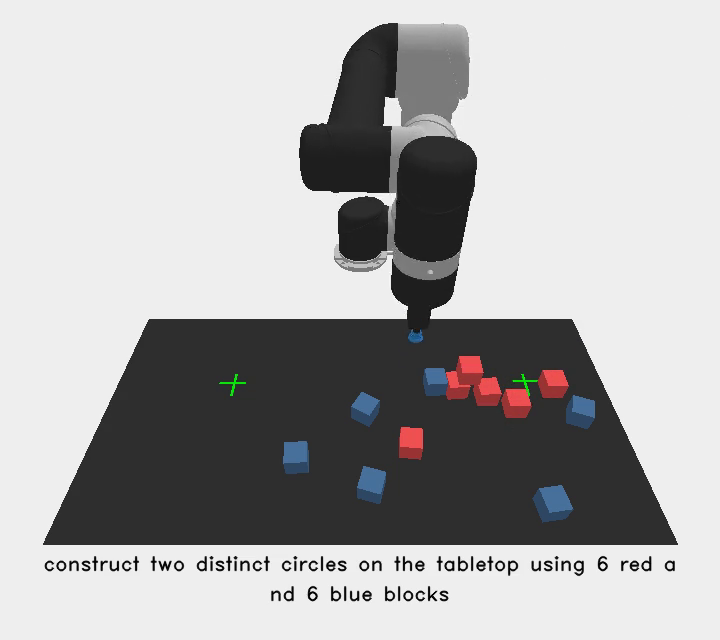 construct two distinct circles on the tabletop using 6 red a
nd 6 blue blocks